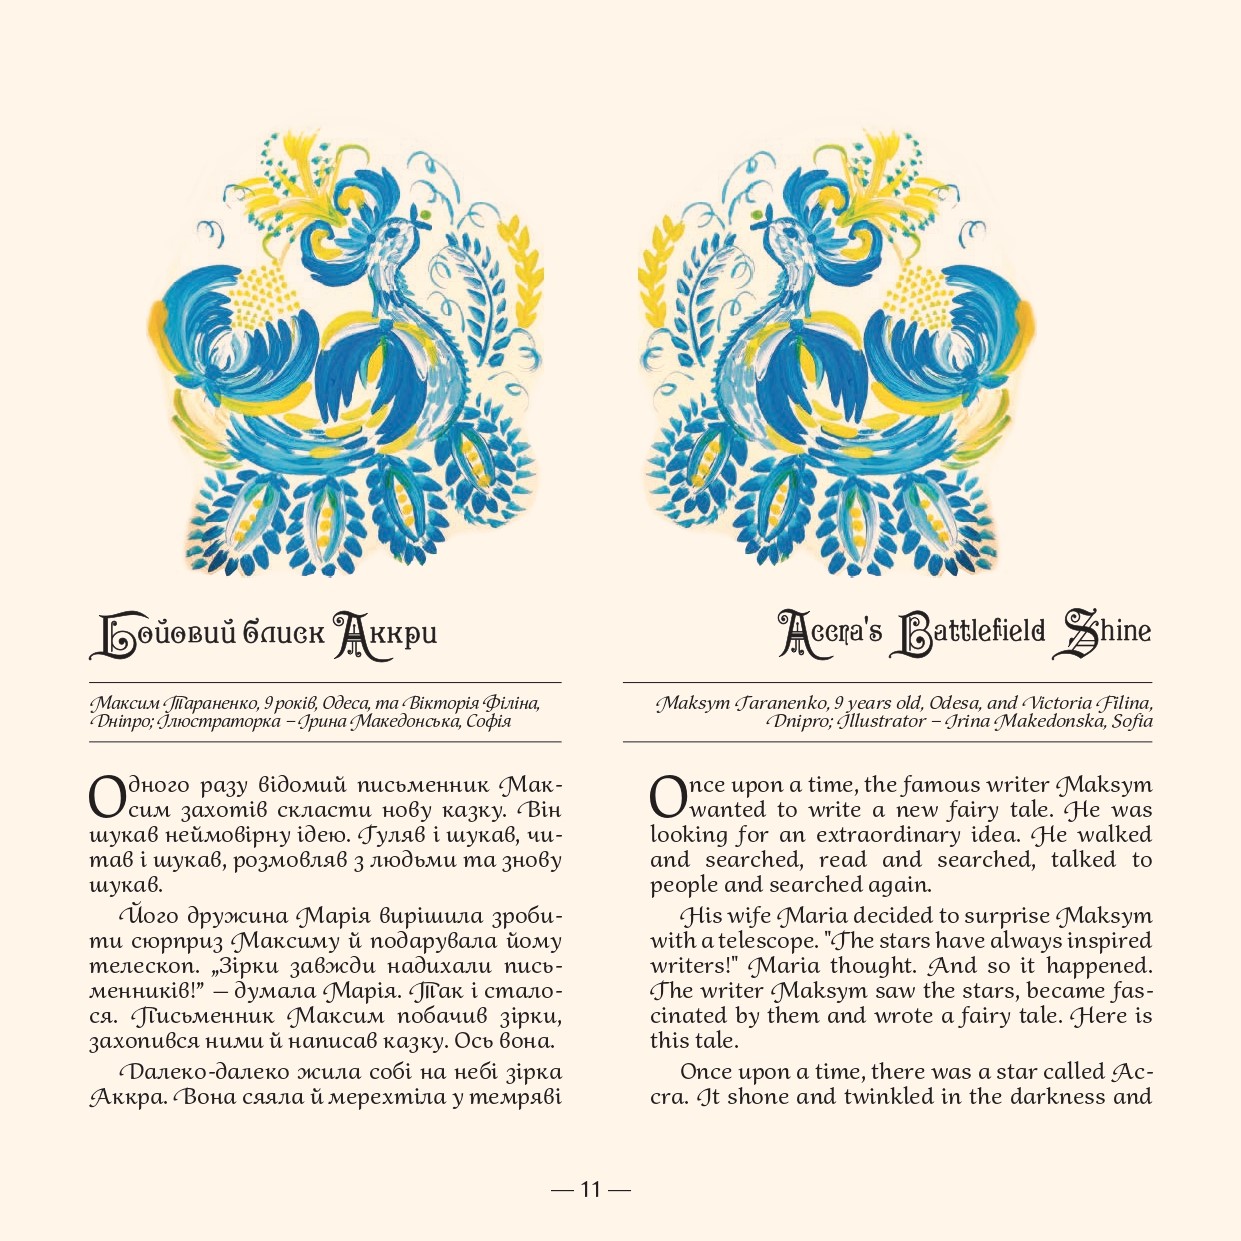 Бойовий блиск Аккри
Максим Тараненко, 9 років, Одеса, та Вікторія Філіна,
Дніпро; Ілюстраторка – Ірина Македонська, Софія
Одного разу відомий письменник Мак-
сим захотів скласти нову казку. Він
шукав неймовірну ідею. Гуляв і шукав, чи-
тав і шукав, розмовляв з людьми та знову
шукав.
Його дружина Марія вирішила зроби-
ти сюрприз Максиму й подарувала йому
телескоп. „Зірки завжди надихали пись-
менників!” – думала Марія. Так і стало-
ся. Письменник Максим побачив зірки,
захопився ними й написав казку. Ось вона.
Далеко-далеко жила собі на небі зірка
Аккра. Вона сяяла й мерехтіла у темряві
Accra's Battlefield Shine
Maksym Taranenko, 9 years old, Odesa, and Victoria Filina,
Dnipro; Illustrator – Irina Makedonska, Sofia
Once upon a time, the famous writer Maksym
wanted to write a new fairy tale. He was
looking for an extraordinary idea. He walked
and searched, read and searched, talked to
people and searched again.
His wife Maria decided to surprise Maksym
with a telescope. "The stars have always inspired
writers!" Maria thought. And so it happened.
The writer Maksym saw the stars, became fas-
cinated by them and wrote a fairy tale. Here is
this tale.
Once upon a time, there was a star called Ac-
cra. It shone and twinkled in the darkness and
— 11 —